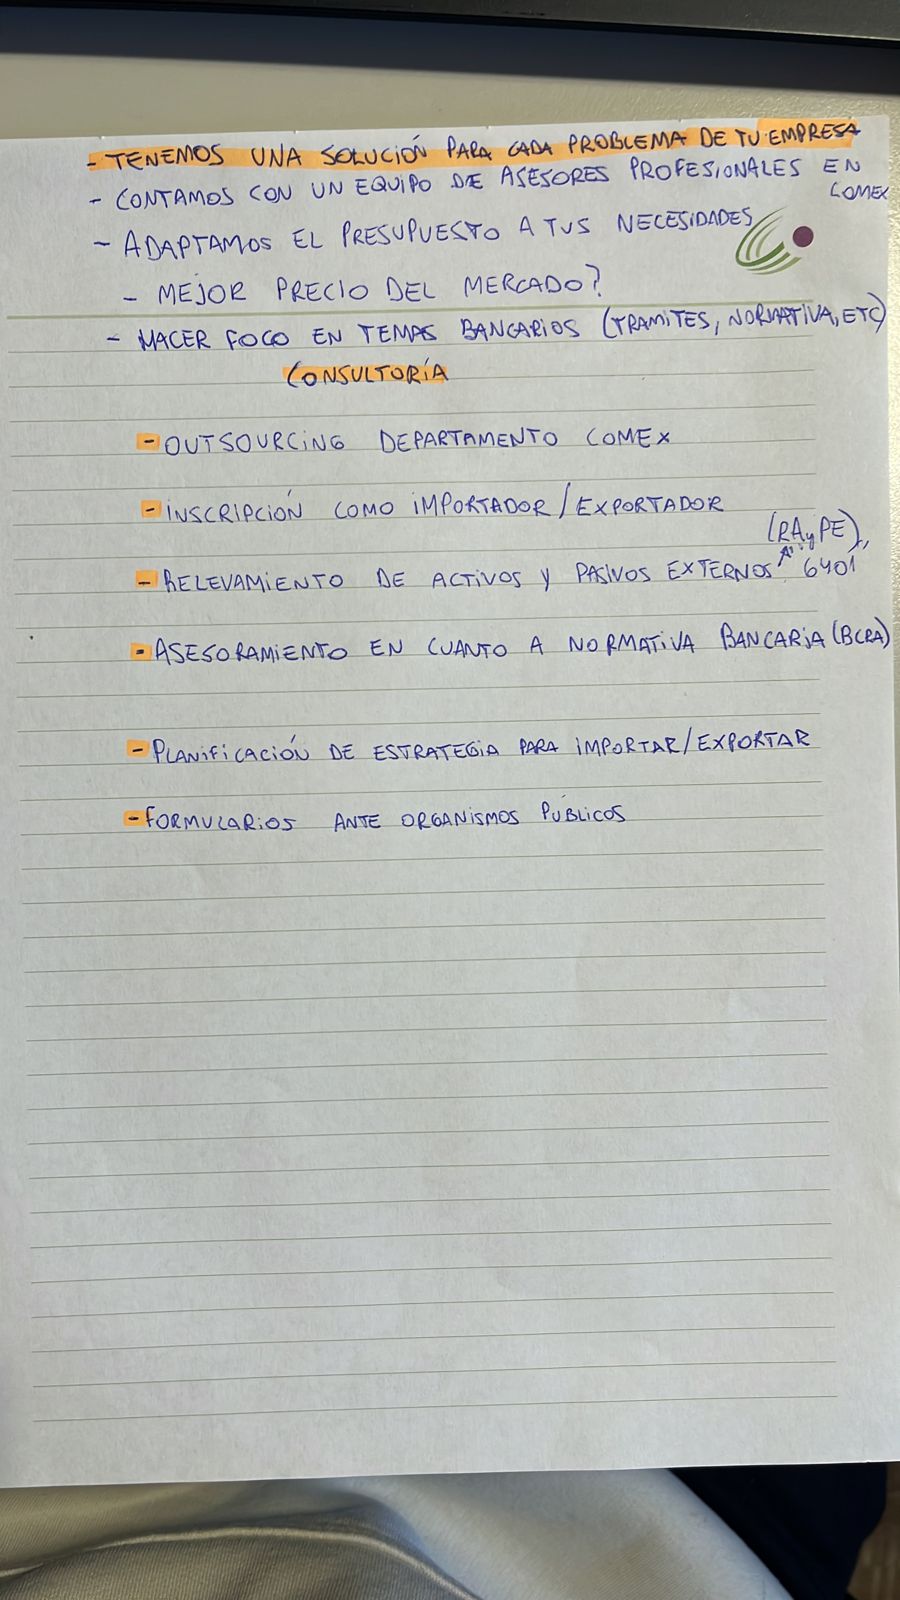 - TENEMOS UNA SOLUCIÓN PARA CADA PROBLEMA DE TU EMPRESA
- CONTAMOS CON UN EQUIPO DE ASESORES PROFESIONALES EN
COMEX
- ADAPTAMOS EL PRESUPUESTO A TUS NECESIDADES
- MEJOR PRECIO DEL MERCADO?
- HACER FOCO EN TEMAS BANCARIOS (TRAMITES, NORMATIVA, ETC)
CONSULTORÍA
- OUTSOURCING DEPARTAMENTO COMEX
- INSCRIPCIÓN COMO IMPORTADOR/EXPORTADOR
(RAyPE),
- RELEVAMIENTO DE ACTIVOS y PASIVOS EXTERNOS 6401
- ASESORAMIENTO EN CUANTO A NORMATIVA BANCARIA (BCRA)
- PLANIFICACIÓN DE ESTRATEGIA PARA IMPORTAR/EXPORTAR
- FORMULARIOS ANTE ORGANISMOS PÚBLICOS